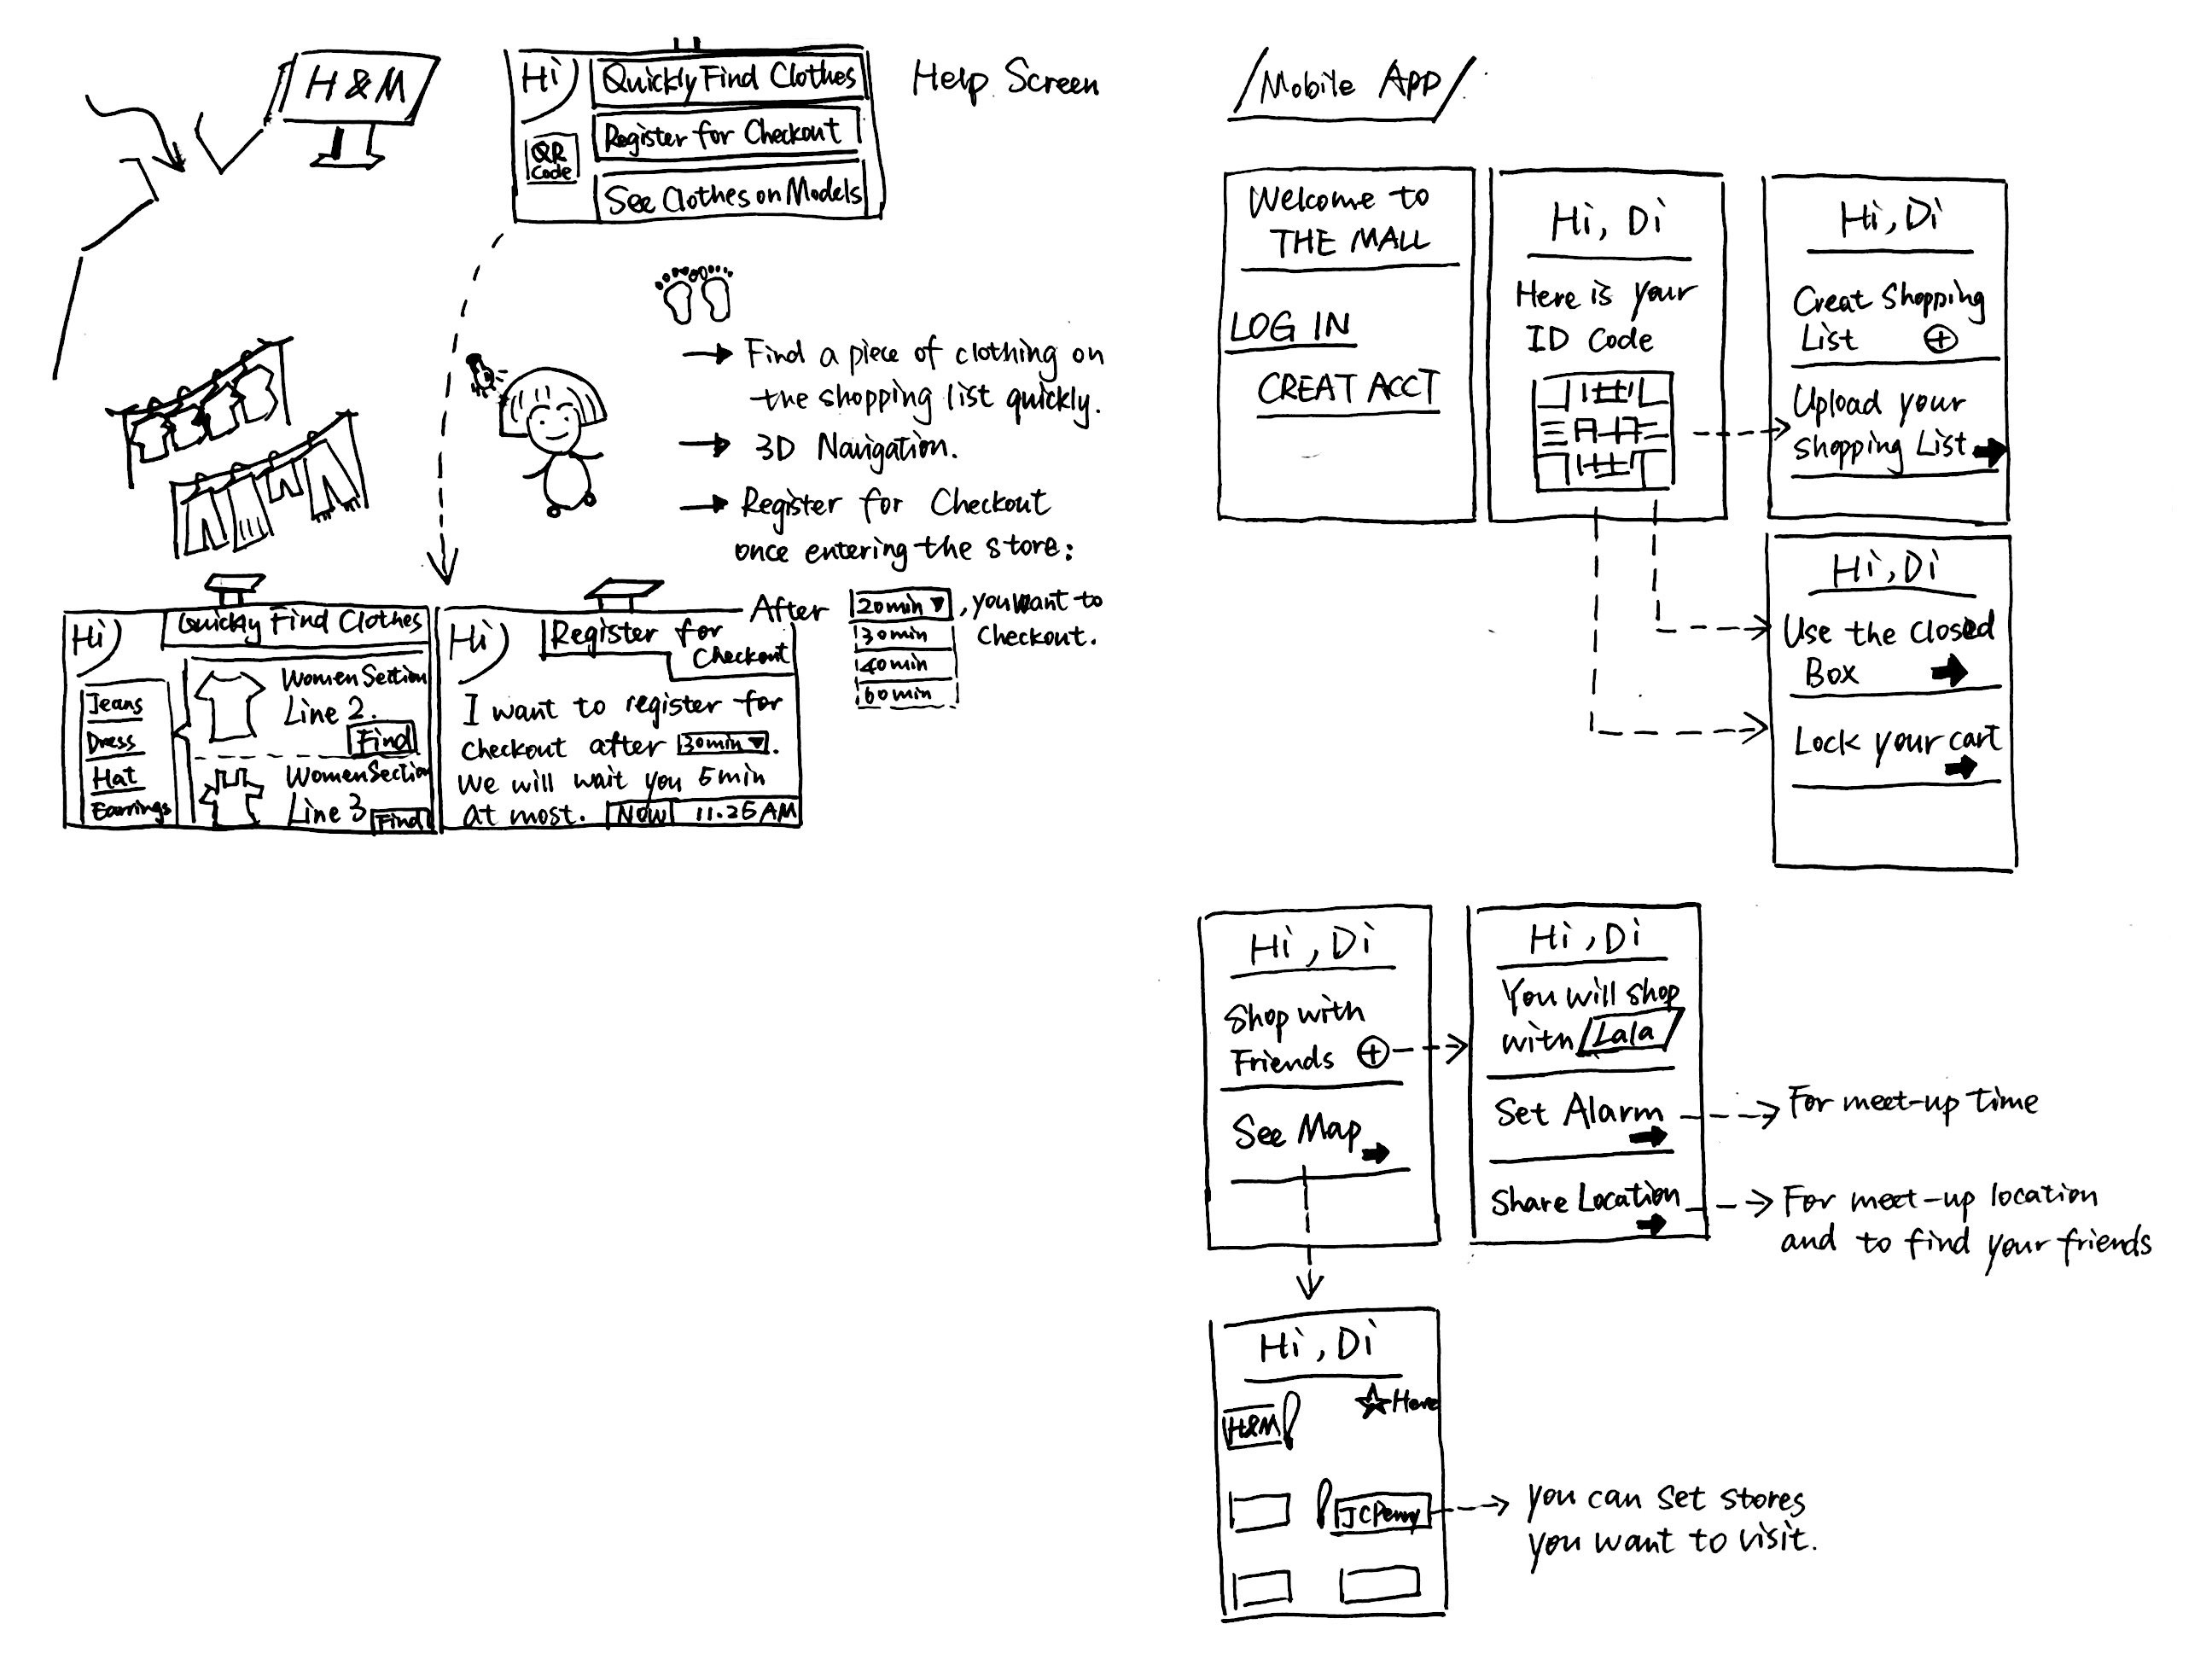 H&M
Hi
QR
Code
Quickly Find Clothes
Register for Checkout
See Clothes on Models
Help Screen
→ Find a piece of clothing on
the shopping list quickly.
→ 3D Navigation.
→ Register for Checkout
once entering the store:
After 20min ▼, you want to
checkout.
30min
40min
60min
Hi
Quickly Find Clothes
Jeans
Dress
Hat
Earrings
Women Section
Line 2.
Find
Women Section
Line 3
Find
Hi
Register for
Checkout
I want to register for
checkout after 30min ▼.
We will wait you 5min
at most. Now 11.25AM
/Mobile App/
Welcome to
THE MALL
LOG IN
CREAT ACCT
Hi, Di
Here is your
ID Code
Hi, Di
Creat Shopping
List ⊕
Upload your
shopping List
Hi, Di
Use the Closed
Box
Lock your cart
Hi, Di
Shop with
Friends ⊕
See Map
Hi, Di
You will shop
with Lala
Set Alarm
Share Location
For meet-up time
For meet-up location
and to find your friends
Hi, Di
H&M
☆Here
JCPenny
you can set stores
you want to visit.